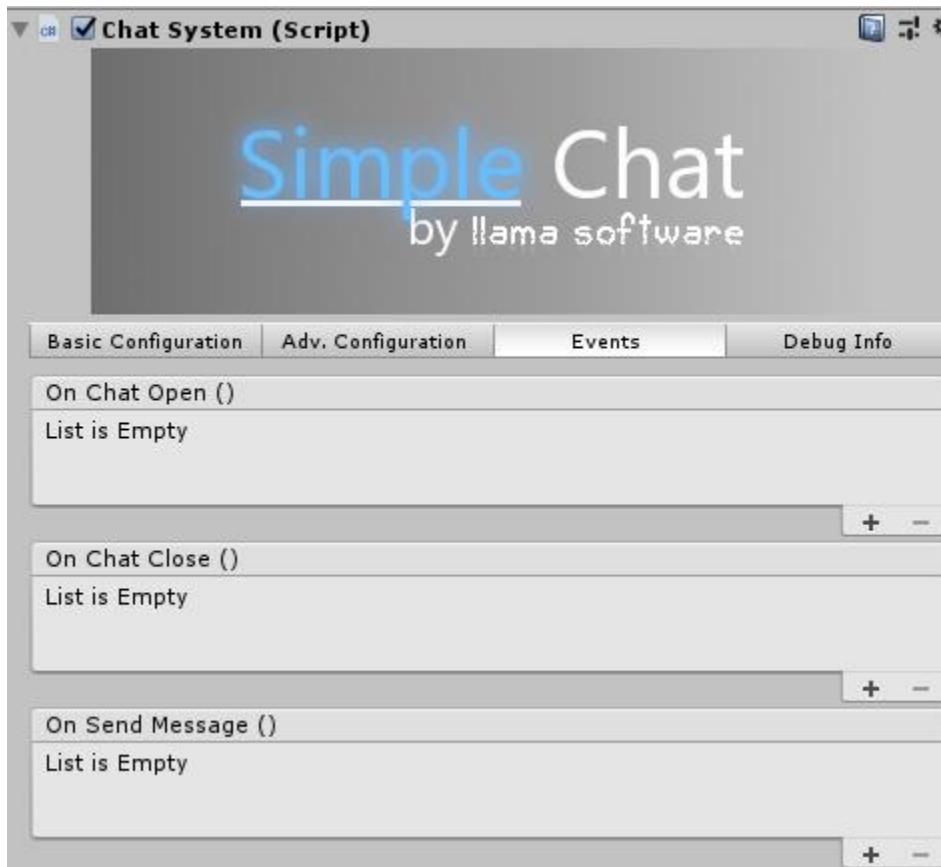 Chat System (Script)
Simple Chat
by llama software
Basic Configuration Adv. Configuration Events Debug Info
On Chat Open ()
List is Empty
+ −
On Chat Close ()
List is Empty
+ −
On Send Message ()
List is Empty
+ −